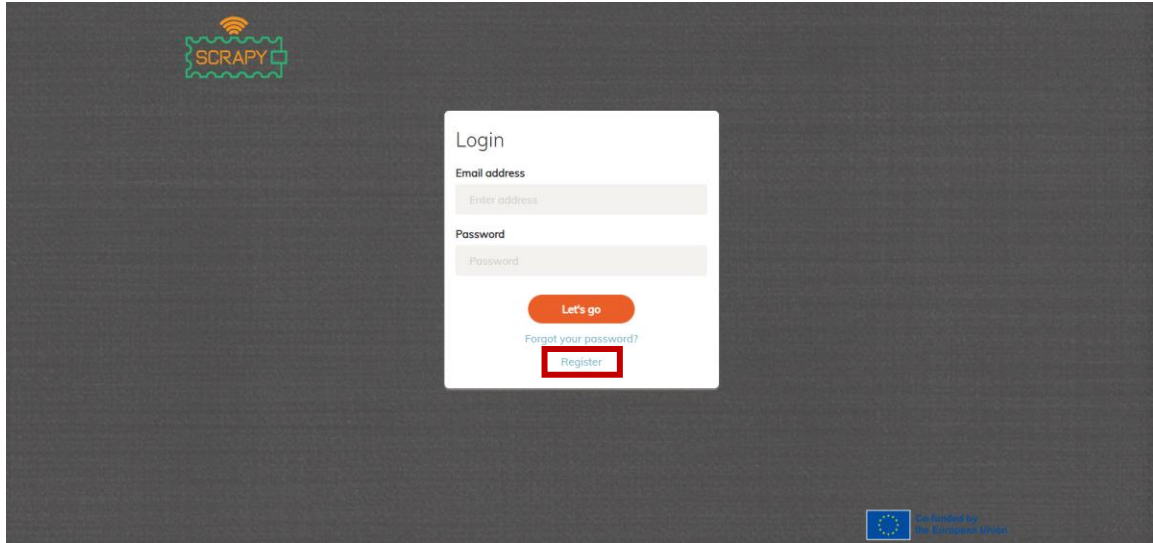 SCRAPY
Login
Email address
Enter address
Password
Password
Let's go
Forgot your password?
Register
Co-funded by
the European Union